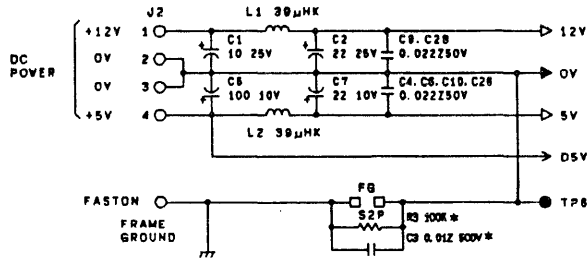 J2
L1 39μHK
+12V 1
C1
10 25V
C2
22 25V
C9.C28
0.022Z50V
12V
DC
POWER
0V 2
0V
0V 3
C5
100 10V
C7
22 10V
C4.C6.C10.C26
0.022Z50V
+5V 4
5V
L2 39μHK
D5V
FASTON
FG
TP6
FRAME
GROUND
S2P
R3 100K*
C3 0.01Z 500V*